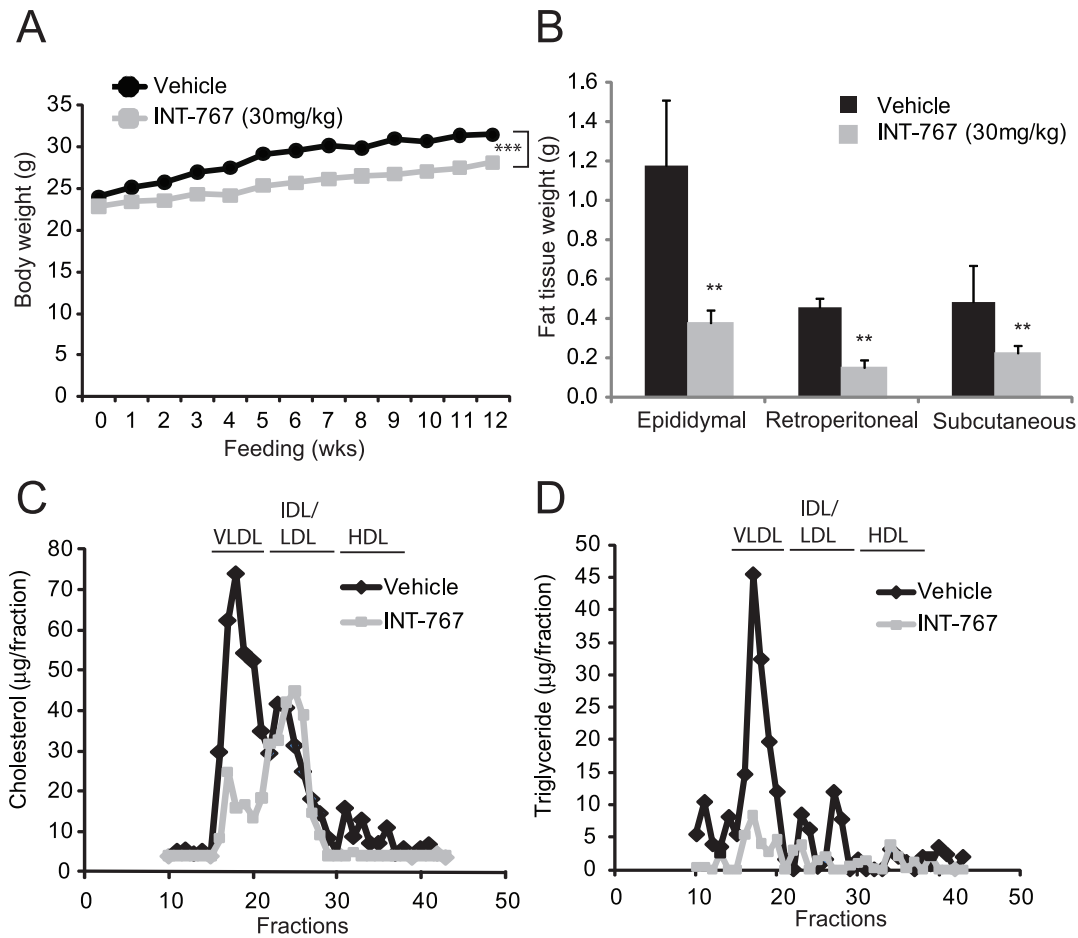 A
Vehicle
INT-767 (30mg/kg)
***
Body weight (g)
35
30
25
20
15
10
5
0
0 1 2 3 4 5 6 7 8 9 10 11 12
Feeding (wks)
B
Vehicle
INT-767 (30mg/kg)
Fat tissue weight (g)
1.6
1.4
1.2
1.0
0.8
0.6
0.4
0.2
0.0
**
**
**
Epididymal Retroperitoneal Subcutaneous
C
IDL/
VLDL LDL HDL
Vehicle
INT-767
Cholesterol (μg/fraction)
80
70
60
50
40
30
20
10
0
0 10 20 30 40 50
Fractions
D
IDL/
VLDL LDL HDL
Vehicle
INT-767
Triglyceride (μg/fraction)
50
45
40
35
30
25
20
15
10
5
0
0 10 20 30 40 50
Fractions